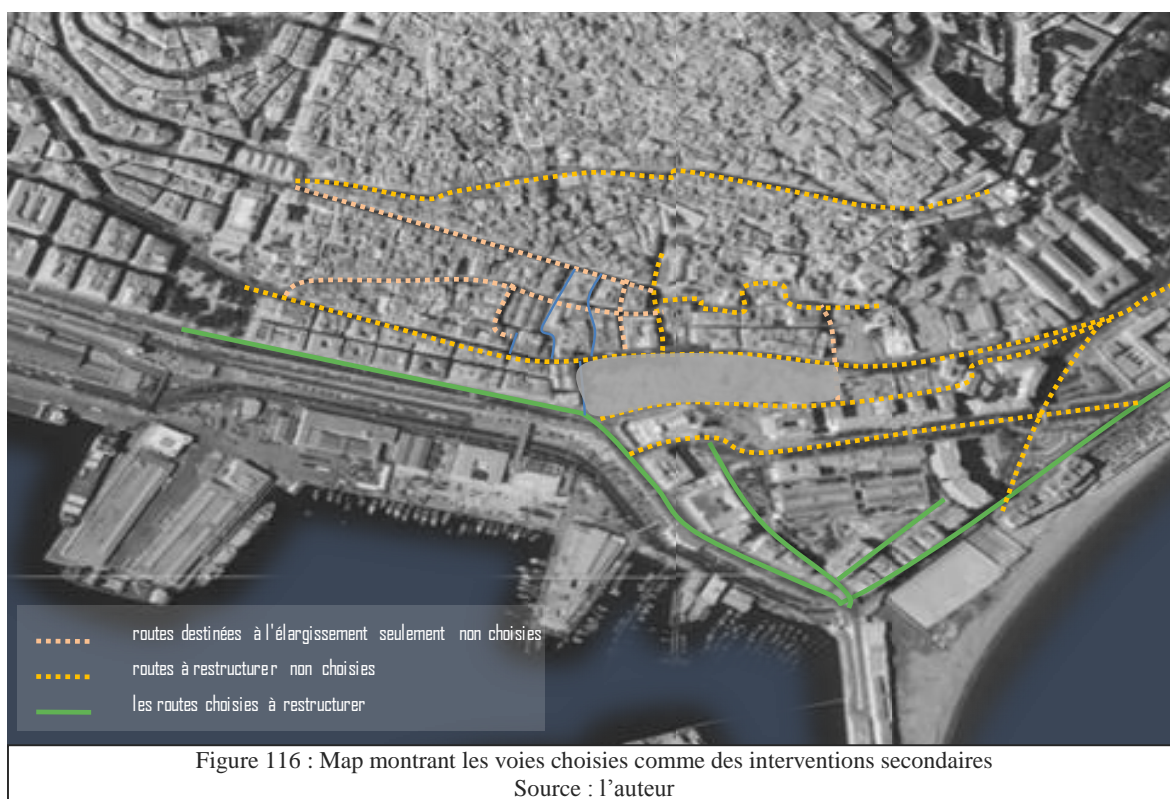 routes destinées à l'élargissement seulement non choisies
routes à restructurer non choisies
les routes choisies à restructurer
Figure 116 : Map montrant les voies choisies comme des interventions secondaires
Source : l'auteur